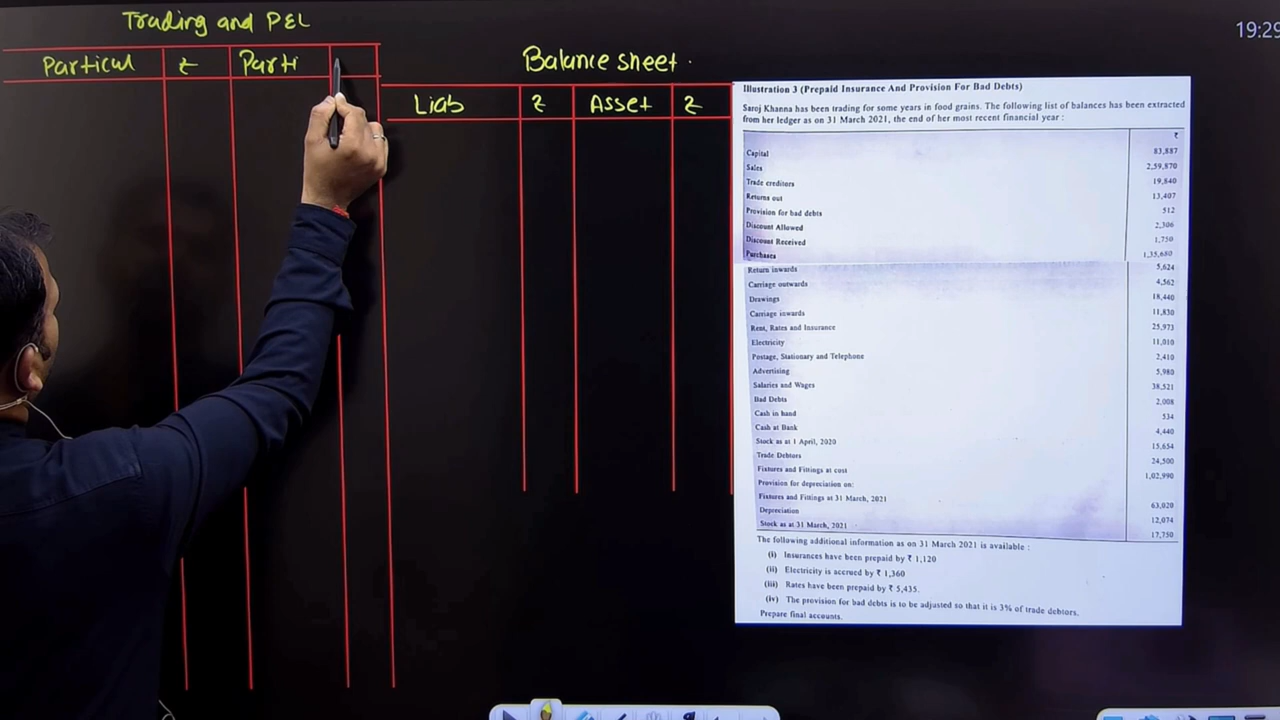 Trading and P&L
19:29
Particul ₹ Parti
Balance sheet.
Liab ₹ Asset ₹
Illustration 3 (Prepaid Insurance And Provision For Bad Debts)
Saroj Khanna has been trading for some years in food grains. The following list of balances has been extracted
from her ledger as on 31 March 2021, the end of her most recent financial year :
₹
Capital 83,887
Sales 2,59,870
Trade creditors 19,840
Returns out 13,407
Provision for bad debts 512
Discount Allowed 2,306
Discount Received 1,750
Purchases 1,35,680
Return inwards 5,624
Carriage outwards 4,562
Drawings 18,440
Carriage inwards 11,830
Rent, Rates and Insurance 25,973
Electricity 11,010
Postage, Stationary and Telephone 2,410
Advertising 5,980
Salaries and Wages 38,521
Bad Debts 2,008
Cash in hand 534
Cash at Bank 4,440
Stock as at 1 April, 2020 15,654
Trade Debtors 24,500
Fixtures and Fittings at cost 1,02,990
Provision for depreciation on:
Fixtures and Fittings at 31 March, 2021 63,020
Depreciation 12,074
Stock as at 31 March, 2021 17,750
The following additional information as on 31 March 2021 is available :
(i) Insurances have been prepaid by ₹ 1,120
(ii) Electricity is accrued by ₹ 1,360
(iii) Rates have been prepaid by ₹ 5,435.
(iv) The provision for bad debts is to be adjusted so that it is 3% of trade debtors.
Prepare final accounts.